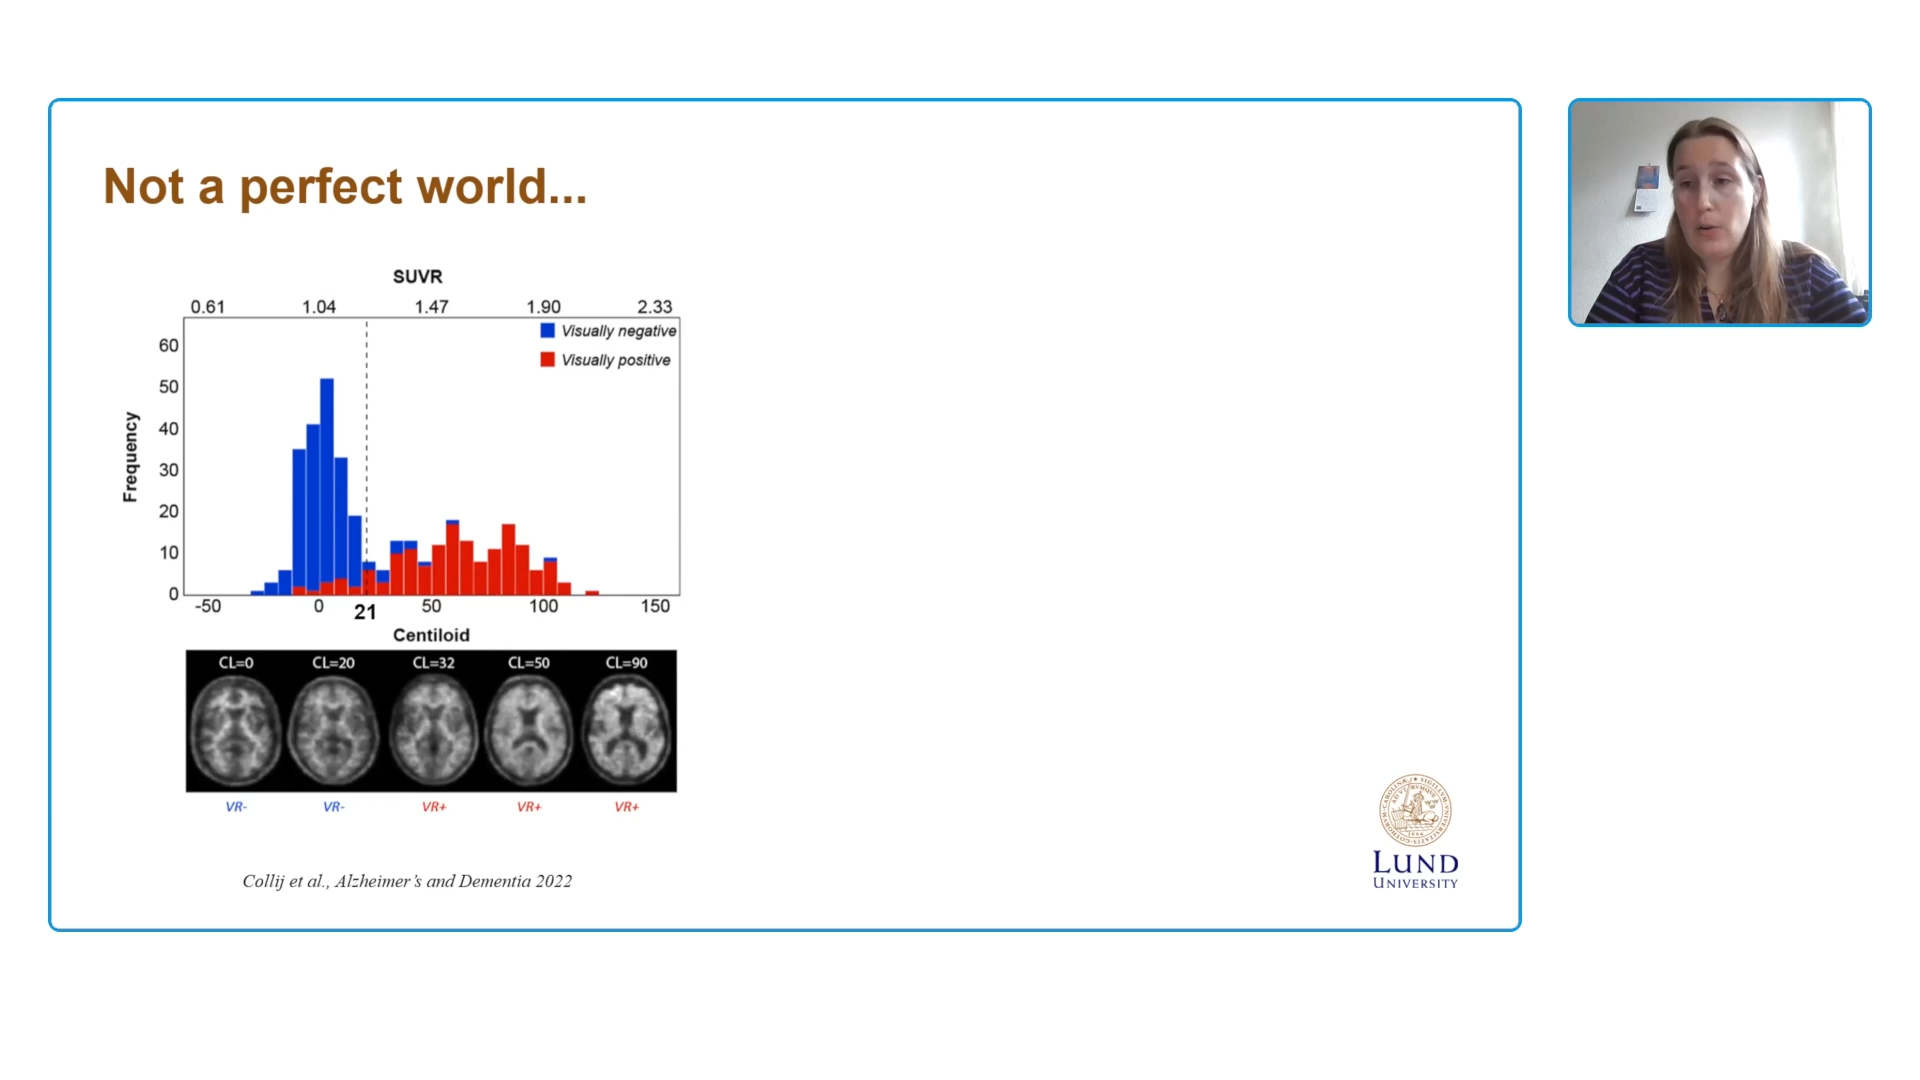 Not a perfect world...
SUVR
0.61 1.04 1.47 1.90 2.33
Visually negative
Visually positive
60
50
40
30
20
10
0
Frequency
-50 0 21 50 100 150
Centiloid
CL=0 CL=20 CL=32 CL=50 CL=90
VR- VR- VR+ VR+ VR+
Collij et al., Alzheimer's and Dementia 2022
LUND
UNIVERSITY